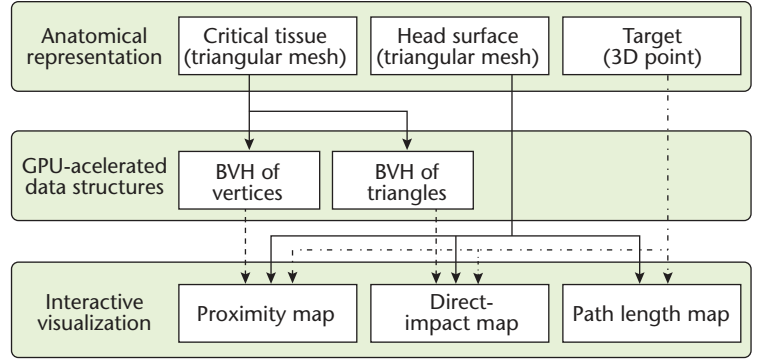 Anatomical
representation
Critical tissue
(triangular mesh)
Head surface
(triangular mesh)
Target
(3D point)
GPU-acelerated
data structures
BVH of
vertices
BVH of
triangles
Interactive
visualization
Proximity map
Direct-
impact map
Path length map